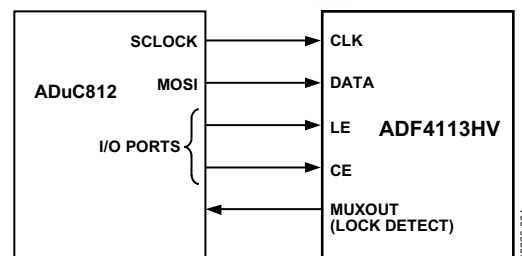 SCLOCK
MOSI
ADuC812
I/O PORTS
CLK
DATA
LE
ADF4113HV
CE
MUXOUT
(LOCK DETECT)